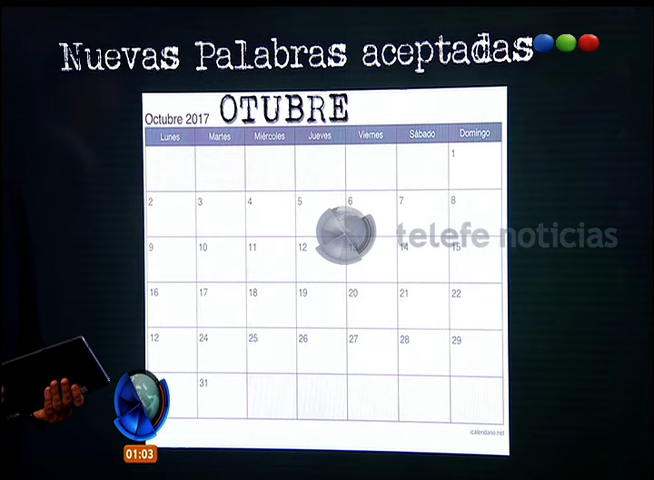 Nuevas Palabras aceptadas
Octubre 2017 OTUBRE
Lunes Martes Miércoles Jueves Viernes Sábado Domingo
1
2 3 4 5 6 7 8
telefe noticias
9 10 11 12 13 14 15
16 17 18 19 20 21 22
12 24 25 26 27 28 29
31
icalendario.net
01:03